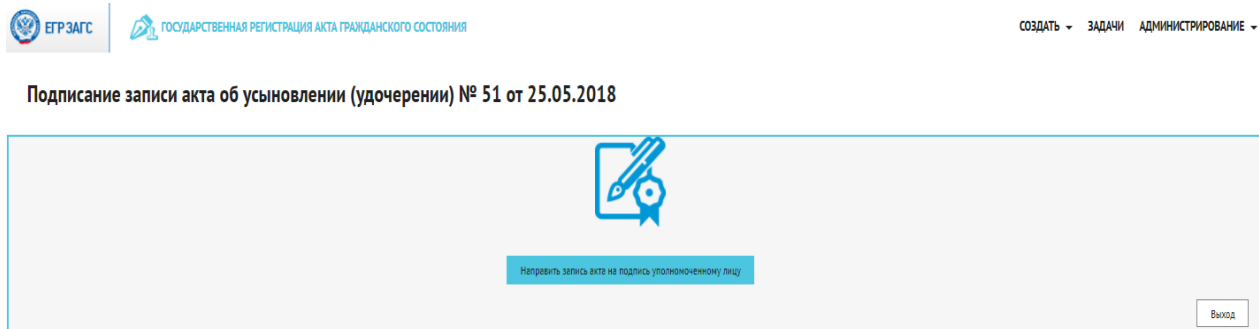 ЕГР ЗАГС
ГОСУДАРСТВЕННАЯ РЕГИСТРАЦИЯ АКТА ГРАЖДАНСКОГО СОСТОЯНИЯ
СОЗДАТЬ ЗАДАЧИ АДМИНИСТРИРОВАНИЕ
Подписание записи акта об усыновлении (удочерении) № 51 от 25.05.2018
Направить запись акта на подпись уполномоченному лицу
Выход